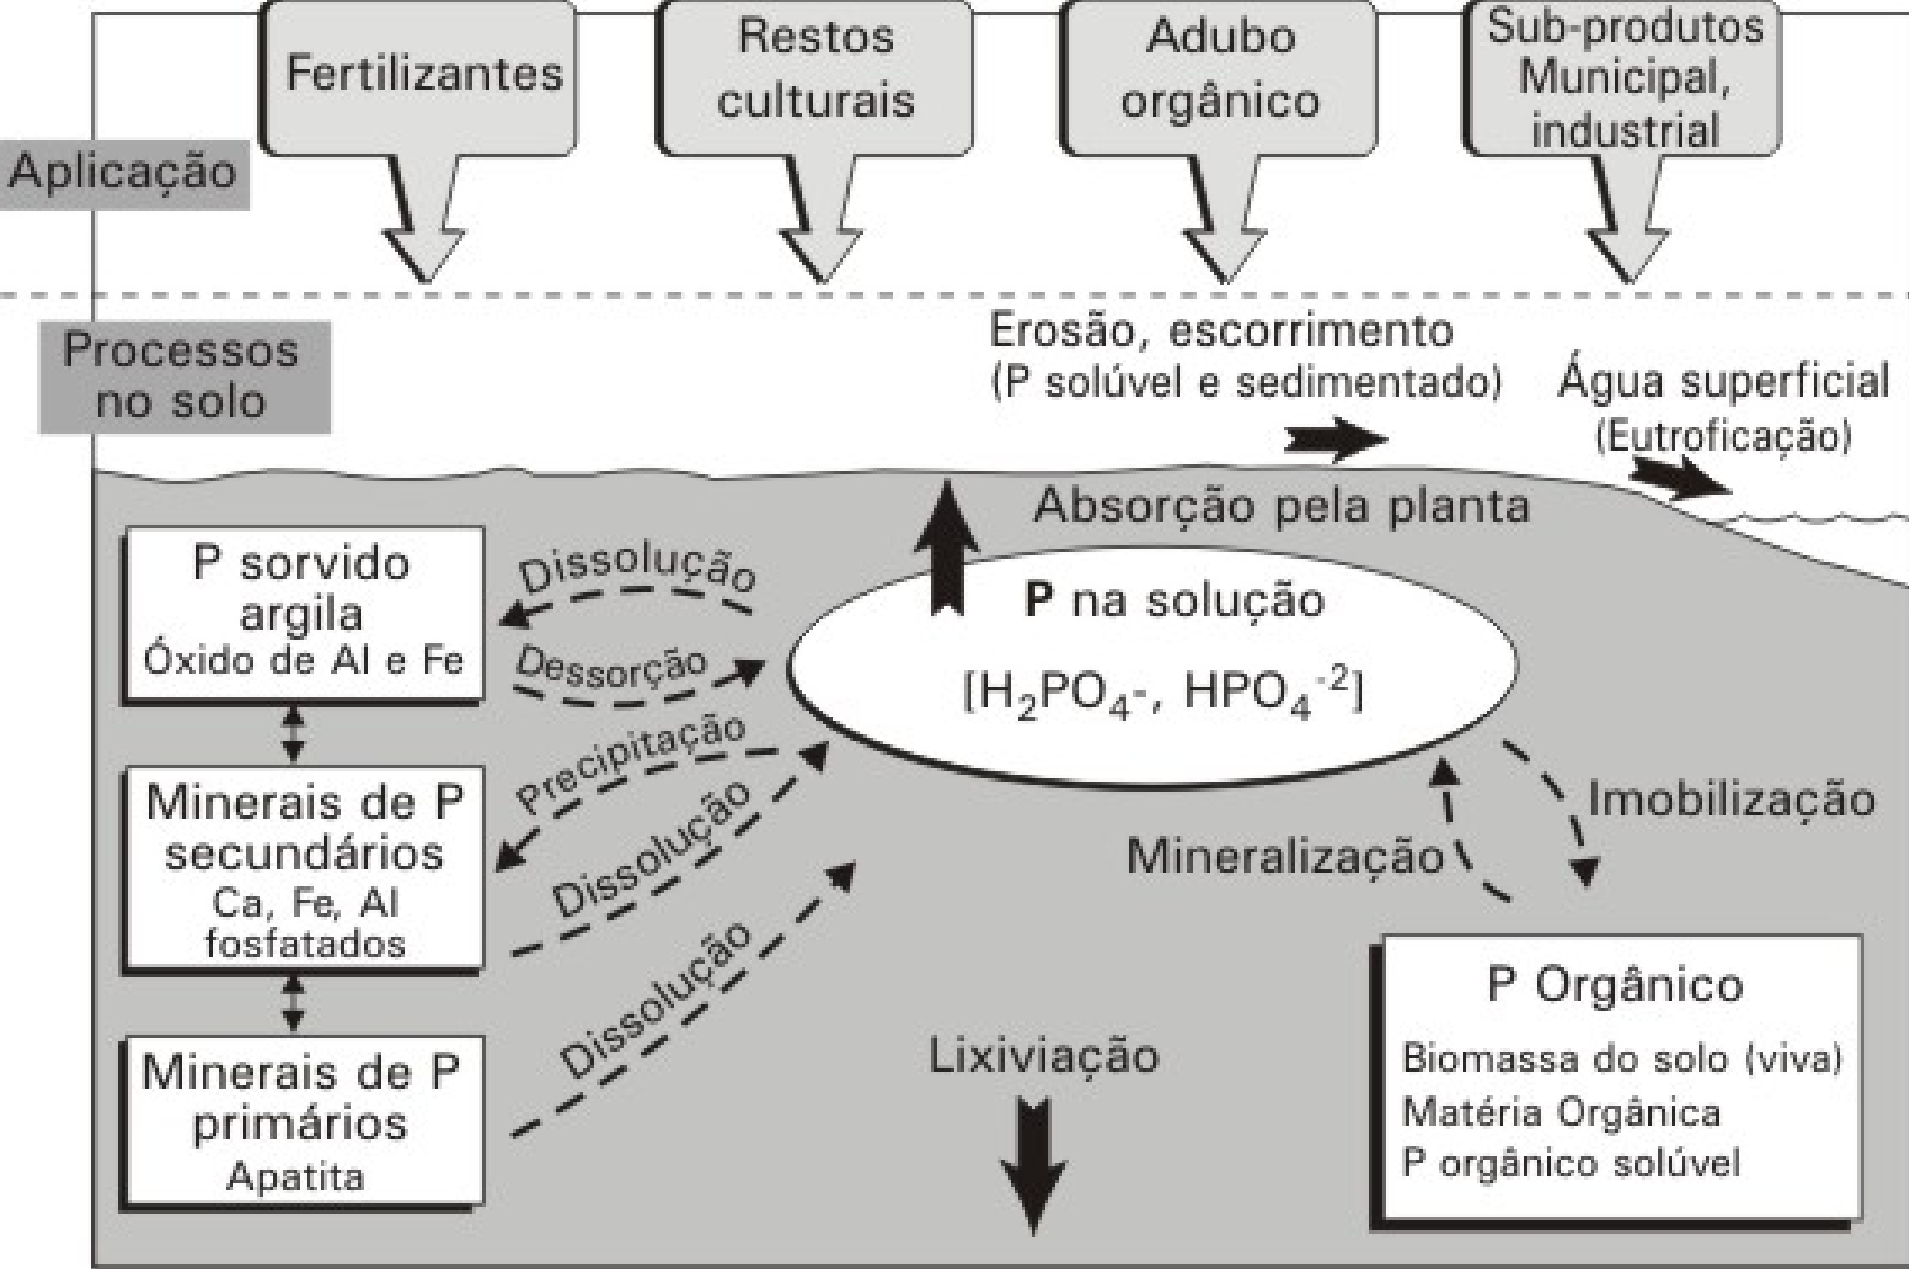 Fertilizantes
Restos
culturais
Adubo
orgânico
Sub-produtos
Municipal,
industrial
Aplicação
Processos
no solo
Erosão, escorrimento
(P solúvel e sedimentado)
Água superficial
(Eutroficação)
Absorção pela planta
P sorvido
argila
Óxido de Al e Fe
Dissolução
Dessorção
P na solução
[H₂PO₄-, HPO₄⁻²]
Precipitação
Minerais de P
secundários
Ca, Fe, Al
fosfatados
Dissolução
Imobilização
Mineralização
Dissolução
Minerais de P
primários
Apatita
Lixiviação
P Orgânico
Biomassa do solo (viva)
Matéria Orgânica
P orgânico solúvel